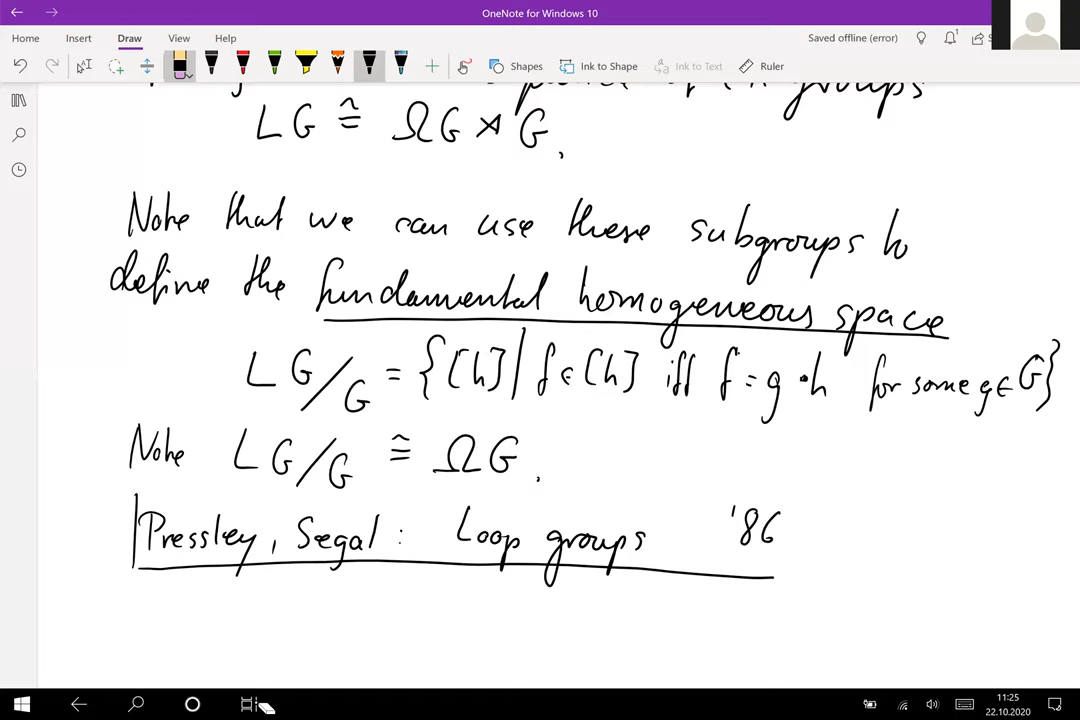 OneNote for Windows 10
Home Insert Draw View Help Saved offline (error)
Shapes Ink to Shape Ink to Text Ruler
of groups
LG ≅ ΩG ⋊ G,
Note that we can use these subgroups to
define the fundamental homogeneous space
LG/G = {[h] | f ∈ [h] iff f = g · h for some g ∈ G}
Note LG/G ≅ ΩG.
Pressley, Segal: Loop groups '86
11:25
22.10.2020